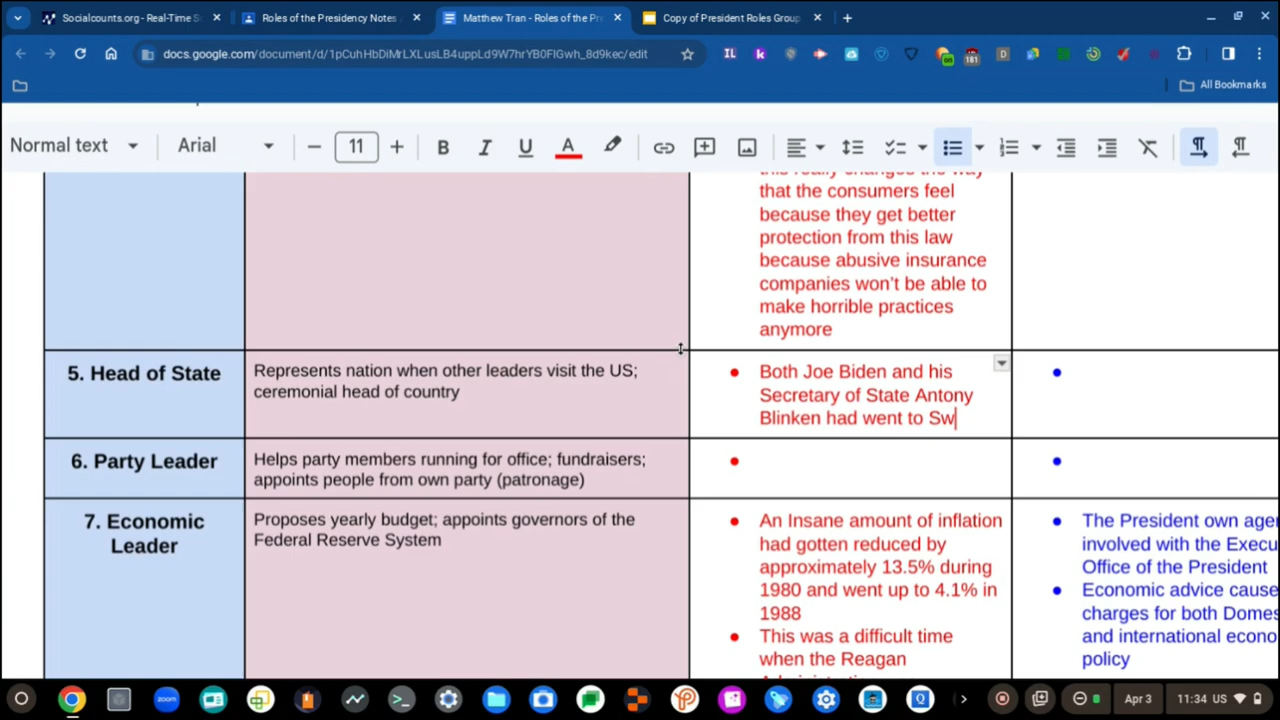 Socialcounts.org - Real-Time S
Roles of the Presidency Notes
Matthew Tran - Roles of the Pre
Copy of President Roles Group
docs.google.com/document/d/1pCuhHbDiMrLXLusLB4uppLd9W7hrYB0FIGwh_8d9kec/edit
All Bookmarks
Normal text
Arial
11
that the consumers feel
because they get better
protection from this law
because abusive insurance
companies won't be able to
make horrible practices
anymore
5. Head of State
Represents nation when other leaders visit the US;
ceremonial head of country
Both Joe Biden and his
Secretary of State Antony
Blinken had went to Sw
6. Party Leader
Helps party members running for office; fundraisers;
appoints people from own party (patronage)
7. Economic
Leader
Proposes yearly budget; appoints governors of the
Federal Reserve System
An Insane amount of inflation
had gotten reduced by
approximately 13.5% during
1980 and went up to 4.1% in
1988
This was a difficult time
when the Reagan
The President own agen
involved with the Execu
Office of the President
Economic advice cause
charges for both Domes
and international econo
policy
zoom
Apr 3
11:34 US